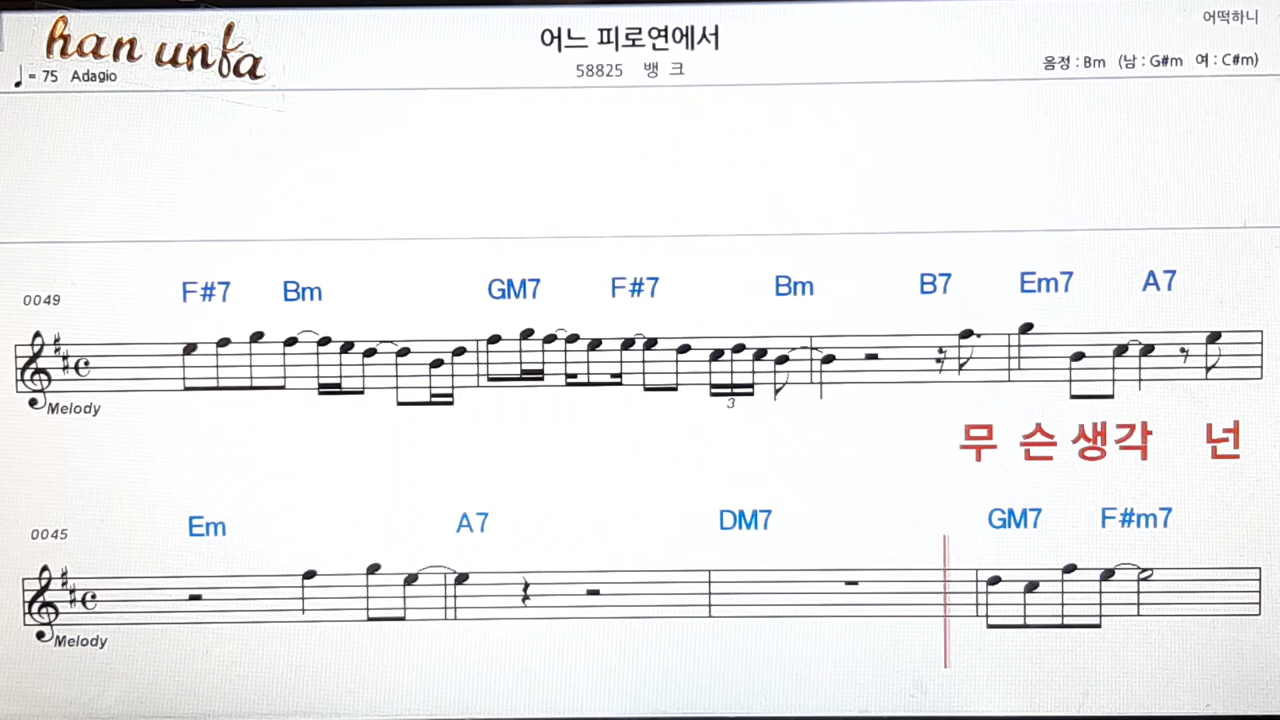 han unfa
♩= 75 Adagio
어느 피로연에서
58825 뱅 크
어떡하니
음정 : Bm (남 : G#m 여 : C#m)
F#7 Bm GM7 F#7 Bm B7 Em7 A7
0049
Melody
3
무 슨 생각 넌
Em A7 DM7 GM7 F#m7
0045
Melody